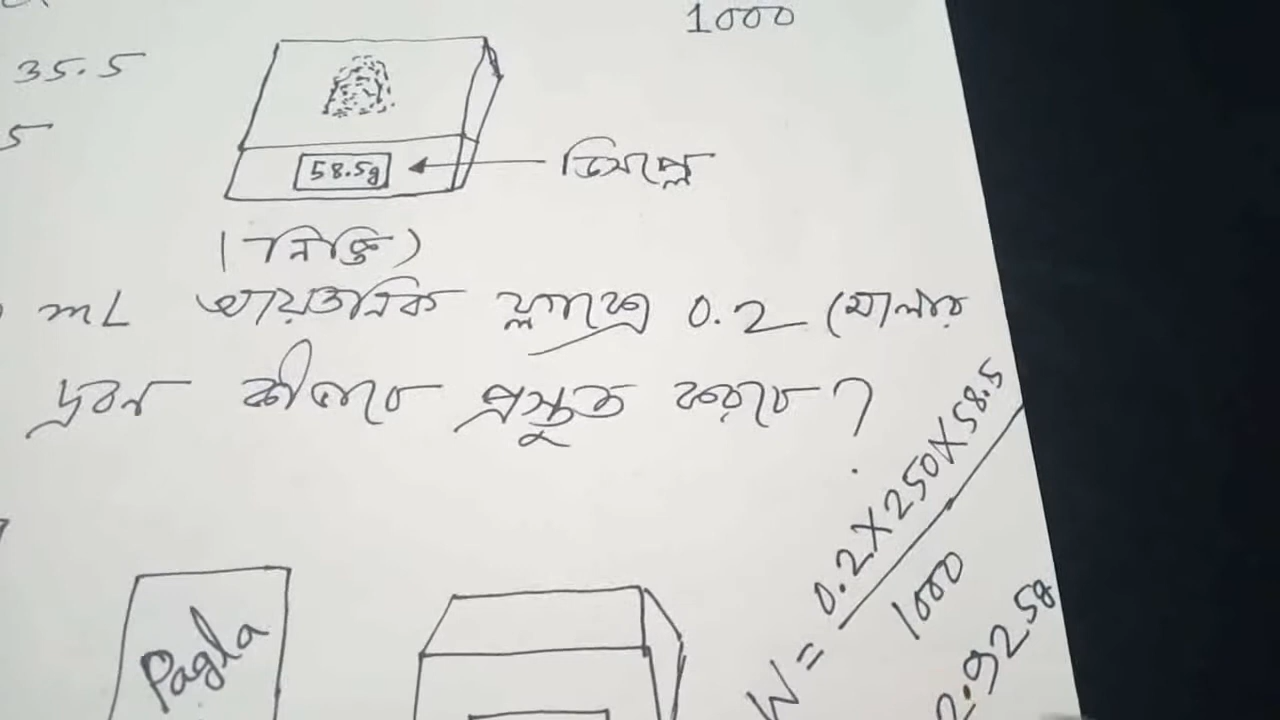 1000
35.5
5
58.5g
ডিসপ্লে
(নিক্তি)
mL আয়তনিক ফ্লাস্কে 0.2 মোলার
দ্রবন কীভাবে প্রস্তুত করবে?
W = 0.2 X 250 X 58.5
1000
2.925g
Pagla